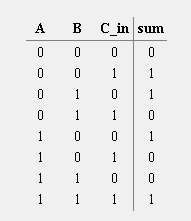 A B C_in sum
0 0 0 0
0 0 1 1
0 1 0 1
0 1 1 0
1 0 0 1
1 0 1 0
1 1 0 0
1 1 1 1